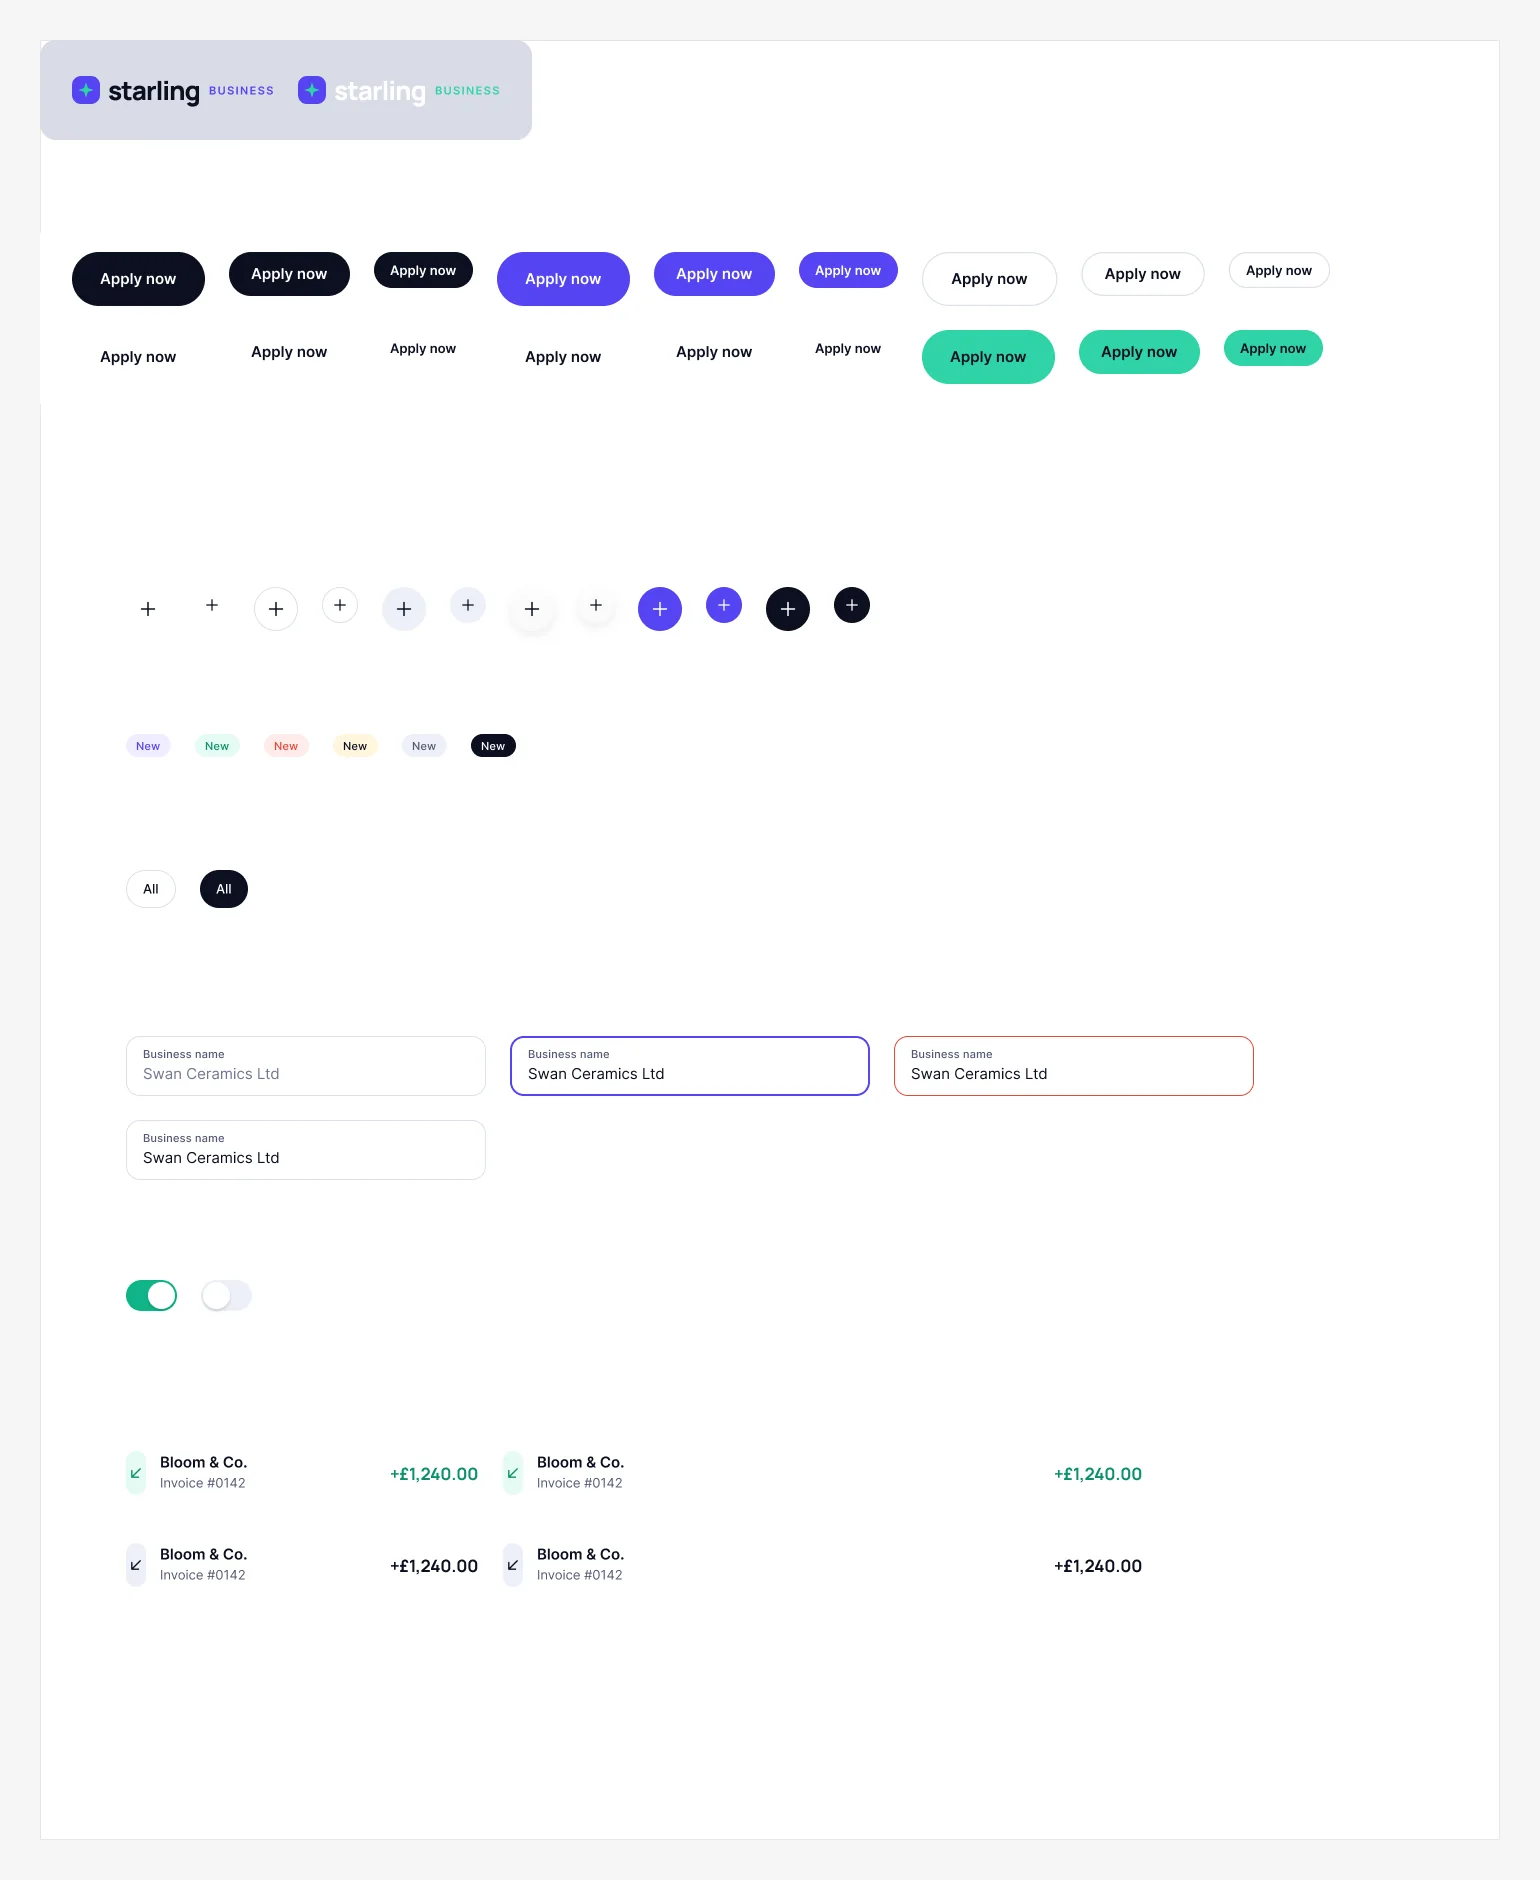 starling BUSINESS starling BUSINESS
Apply now Apply now Apply now Apply now Apply now Apply now Apply now Apply now Apply now
Apply now Apply now Apply now Apply now Apply now Apply now Apply now Apply now Apply now
New New New New New New
All All
Business name Business name Business name
Swan Ceramics Ltd Swan Ceramics Ltd Swan Ceramics Ltd
Business name
Swan Ceramics Ltd
Bloom & Co. +£1,240.00 Bloom & Co. +£1,240.00
Invoice #0142 Invoice #0142
Bloom & Co. +£1,240.00 Bloom & Co. +£1,240.00
Invoice #0142 Invoice #0142